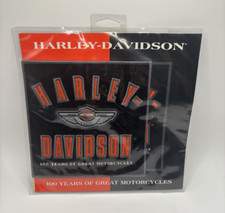 HARLEY-DAVIDSON®
HARLEY-
DAVIDSON
100 YEARS OF GREAT MOTORCYCLES
100 YEARS OF GREAT MOTORCYCLES